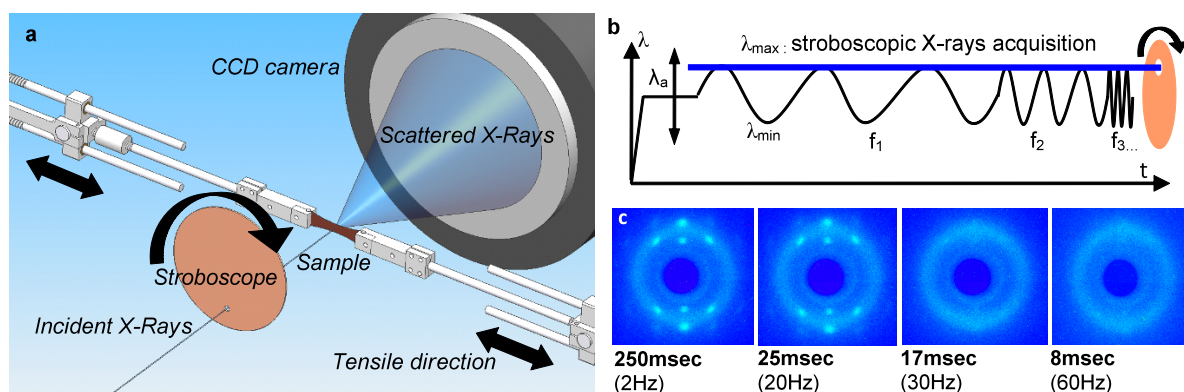 a
CCD camera
Scattered X-Rays
Stroboscope
Sample
Incident X-Rays
Tensile direction
b
λ
λmax : stroboscopic X-rays acquisition
λa
λmin
f1
f2
f3...
t
c
250msec
(2Hz)
25msec
(20Hz)
17msec
(30Hz)
8msec
(60Hz)